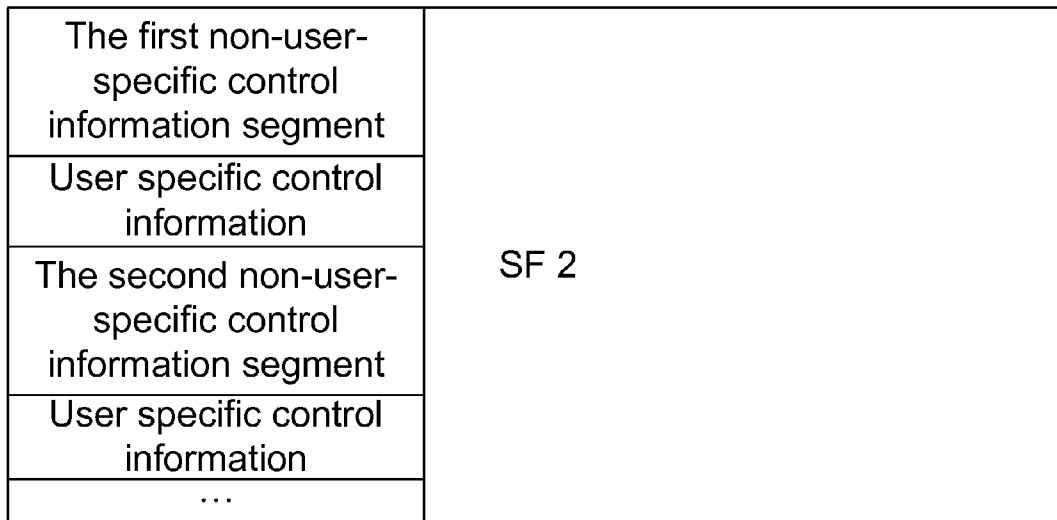 The first non-user-
specific control
information segment
User specific control
information
The second non-user-
specific control
information segment
User specific control
information
...
SF 2